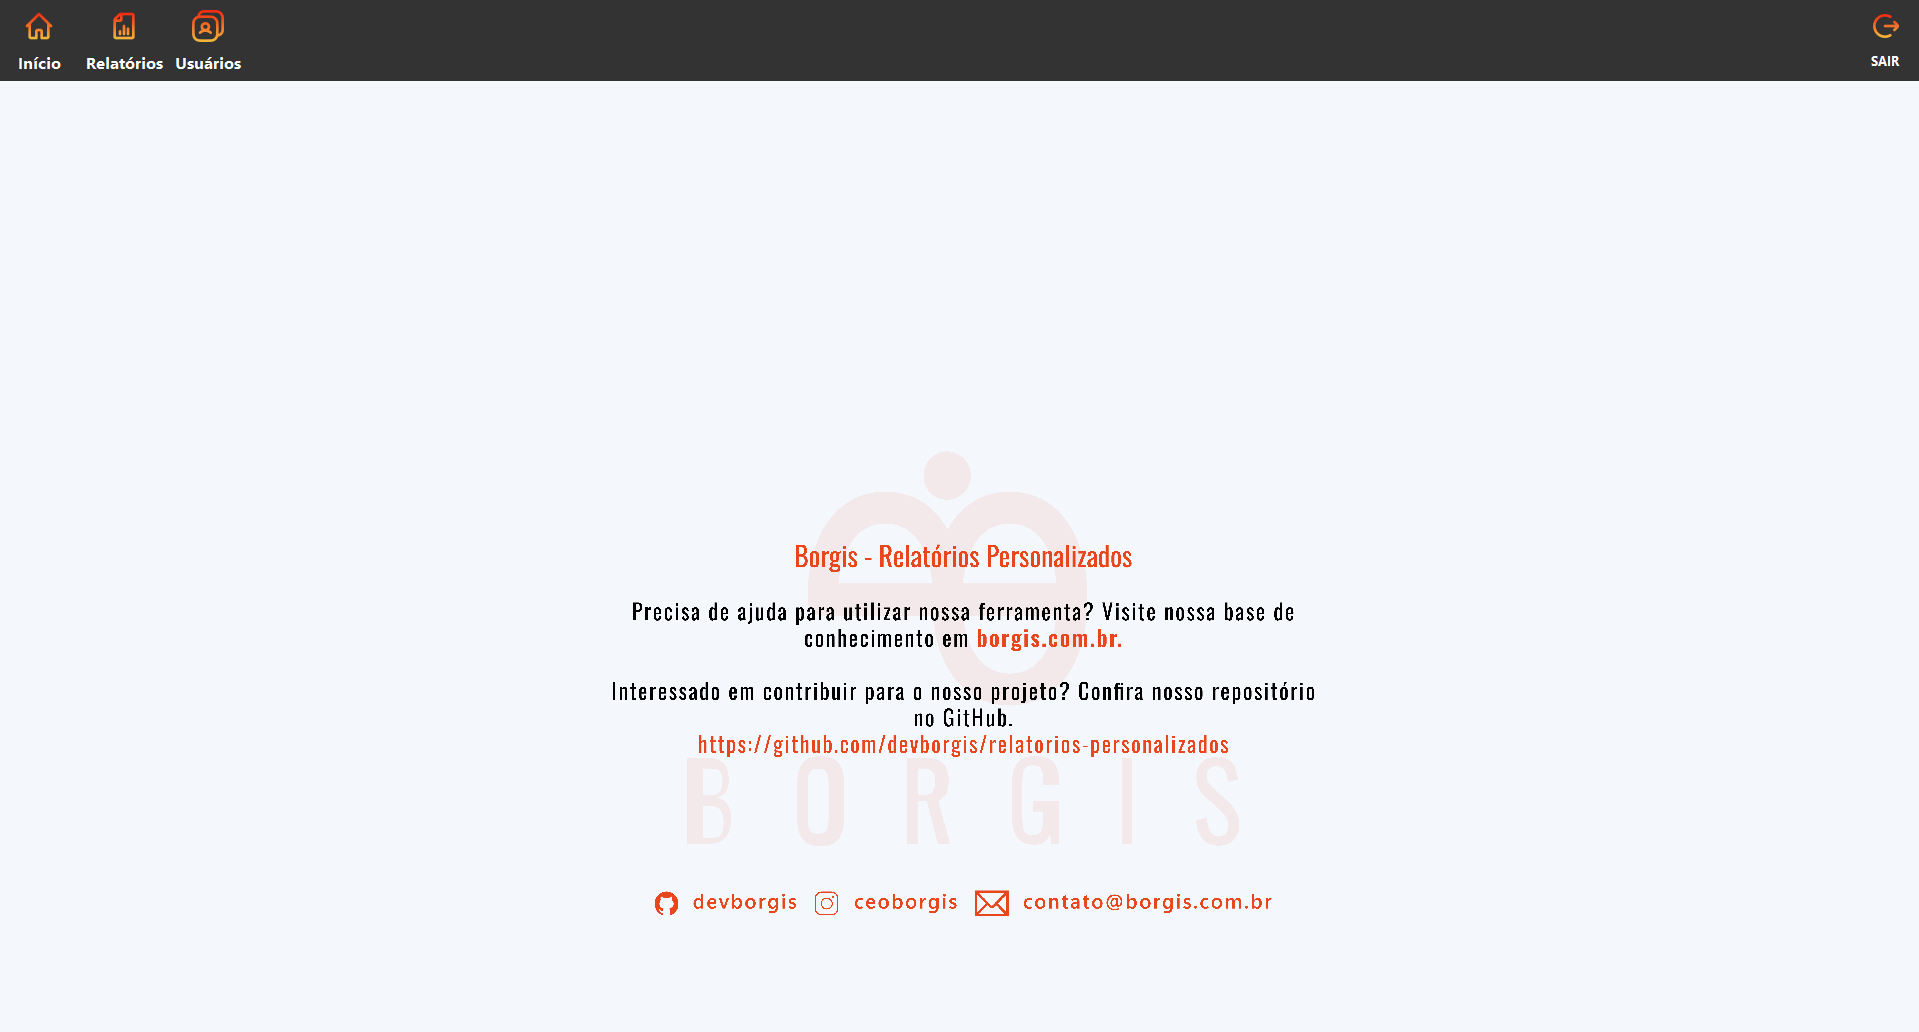 Início Relatórios Usuários SAIR
Borgis - Relatórios Personalizados
Precisa de ajuda para utilizar nossa ferramenta? Visite nossa base de
conhecimento em borgis.com.br.
Interessado em contribuir para o nosso projeto? Confira nosso repositório
no GitHub.
https://github.com/devborgis/relatorios-personalizados
BORGIS
devborgis ceoborgis contato@borgis.com.br